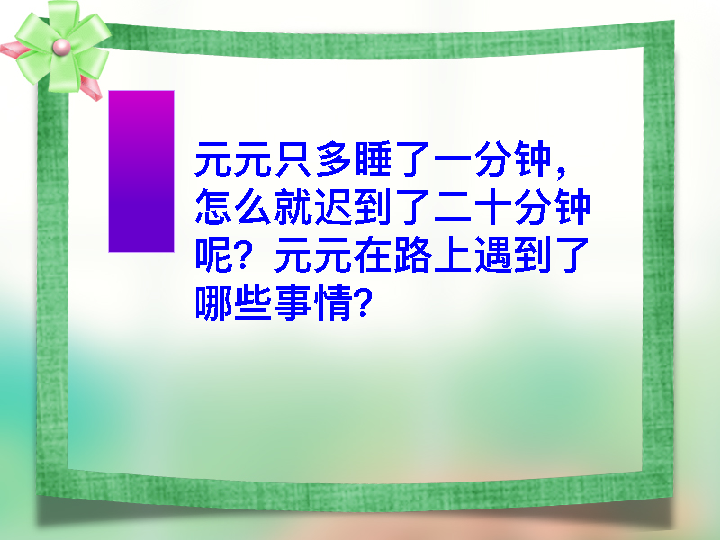 元元只多睡了一分钟，
怎么就迟到了二十分钟
呢？元元在路上遇到了
哪些事情？